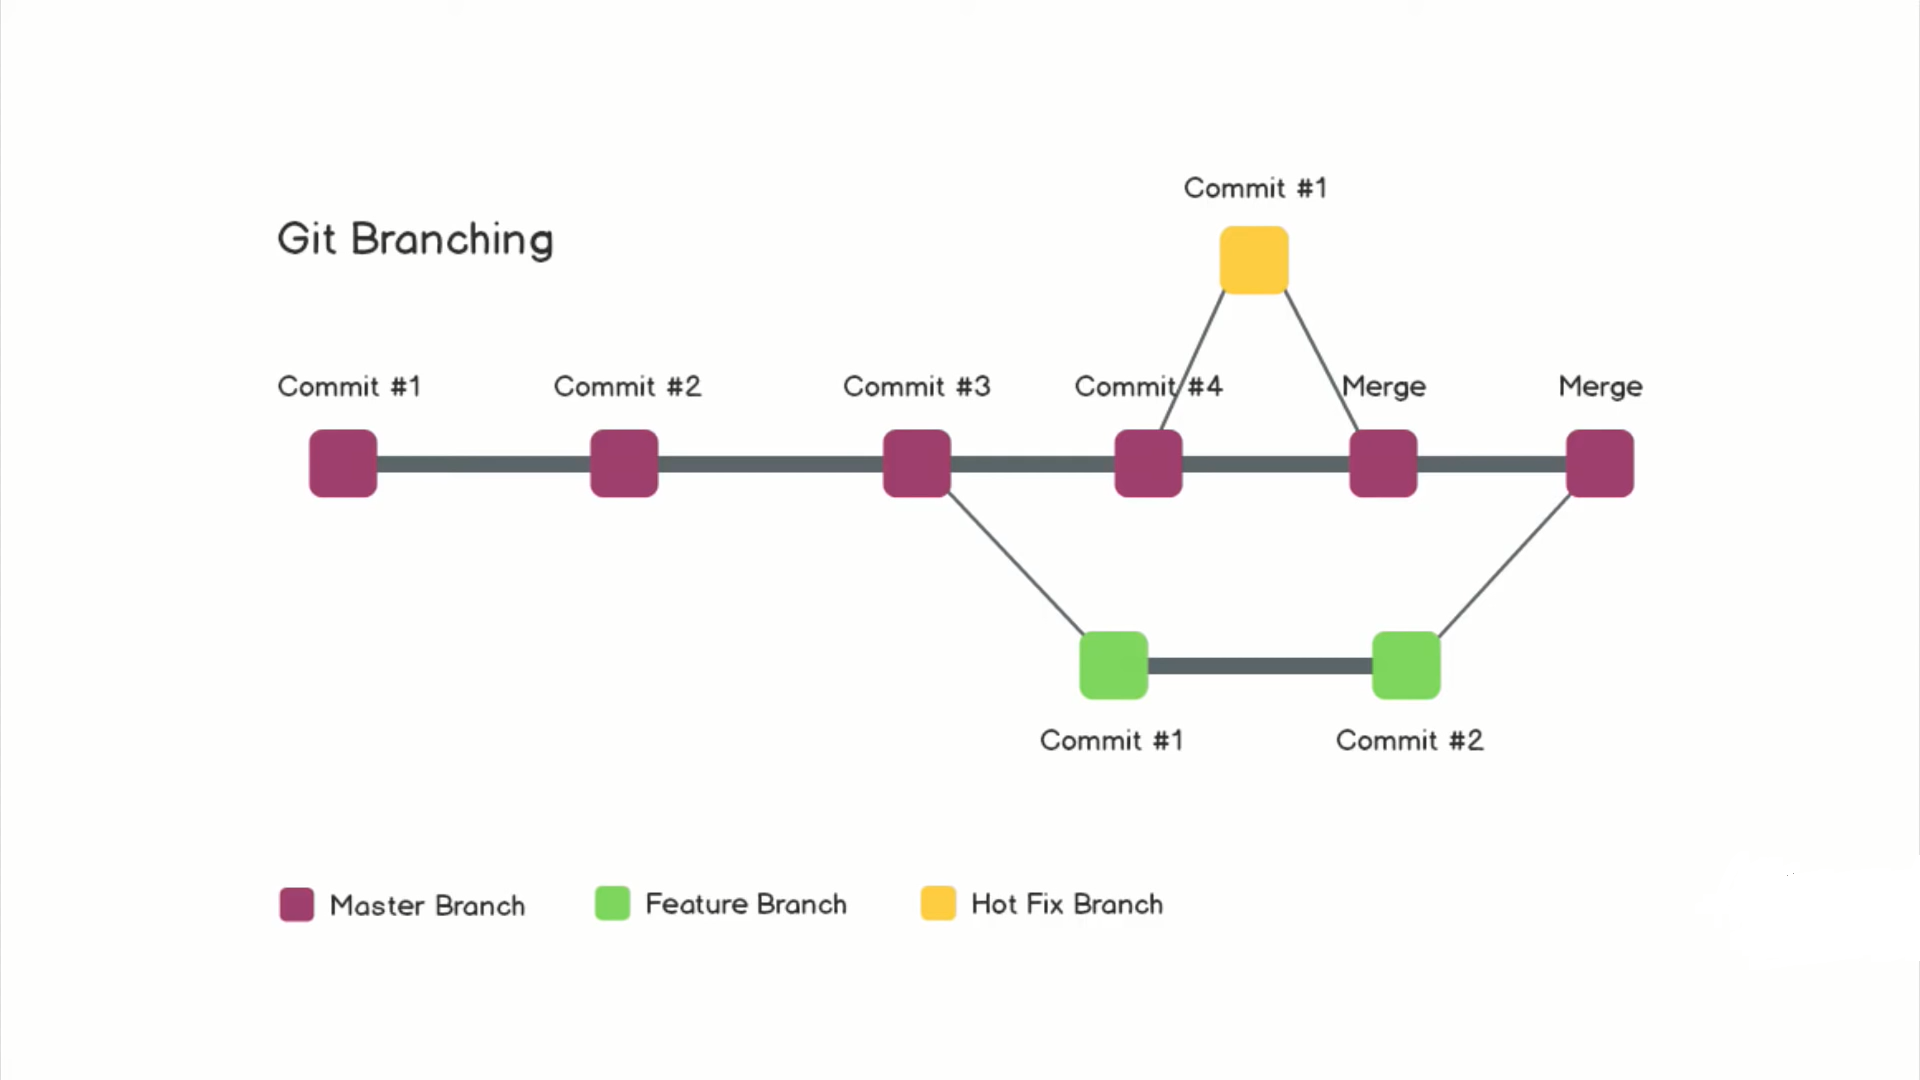 Commit #1
Git Branching
Commit #1
Commit #2
Commit #3
Commit #4
Merge
Merge
Commit #1
Commit #2
Master Branch
Feature Branch
Hot Fix Branch